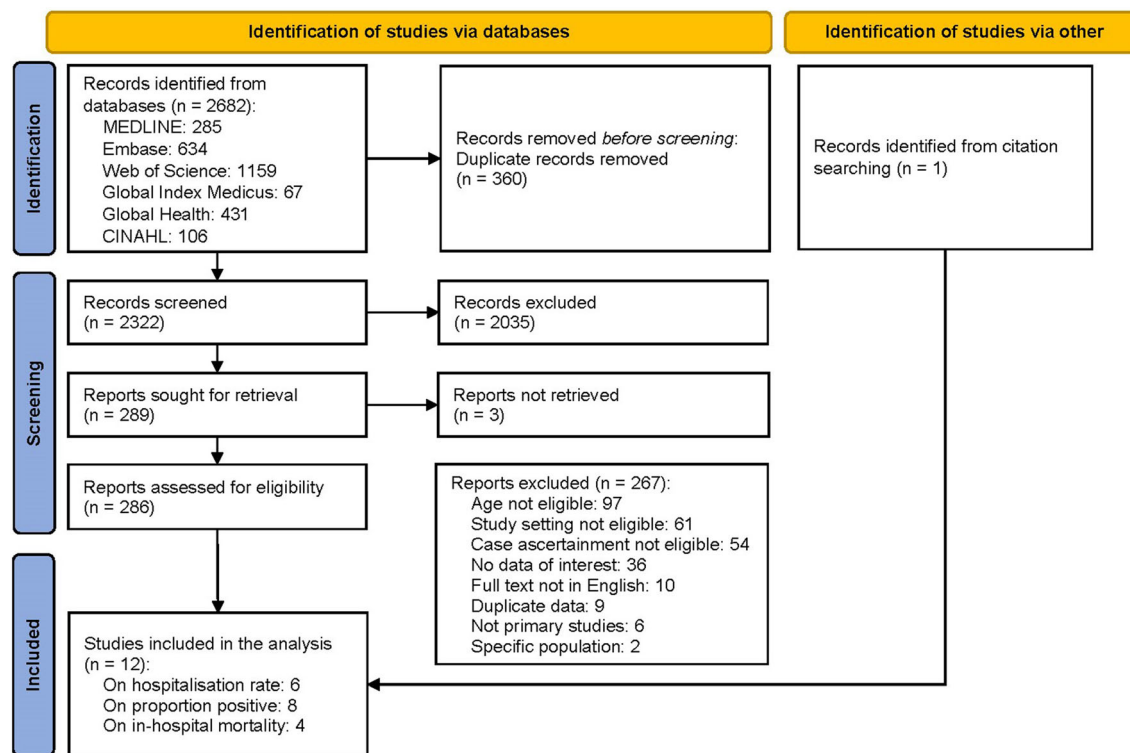 Identification of studies via databases
Identification of studies via other
Identification
Records identified from
databases (n = 2682):
MEDLINE: 285
Embase: 634
Web of Science: 1159
Global Index Medicus: 67
Global Health: 431
CINAHL: 106
Records removed before screening:
Duplicate records removed
(n = 360)
Records identified from citation
searching (n = 1)
Screening
Records screened
(n = 2322)
Records excluded
(n = 2035)
Reports sought for retrieval
(n = 289)
Reports not retrieved
(n = 3)
Reports assessed for eligibility
(n = 286)
Reports excluded (n = 267):
Age not eligible: 97
Study setting not eligible: 61
Case ascertainment not eligible: 54
No data of interest: 36
Full text not in English: 10
Duplicate data: 9
Not primary studies: 6
Specific population: 2
Included
Studies included in the analysis
(n = 12):
On hospitalisation rate: 6
On proportion positive: 8
On in-hospital mortality: 4